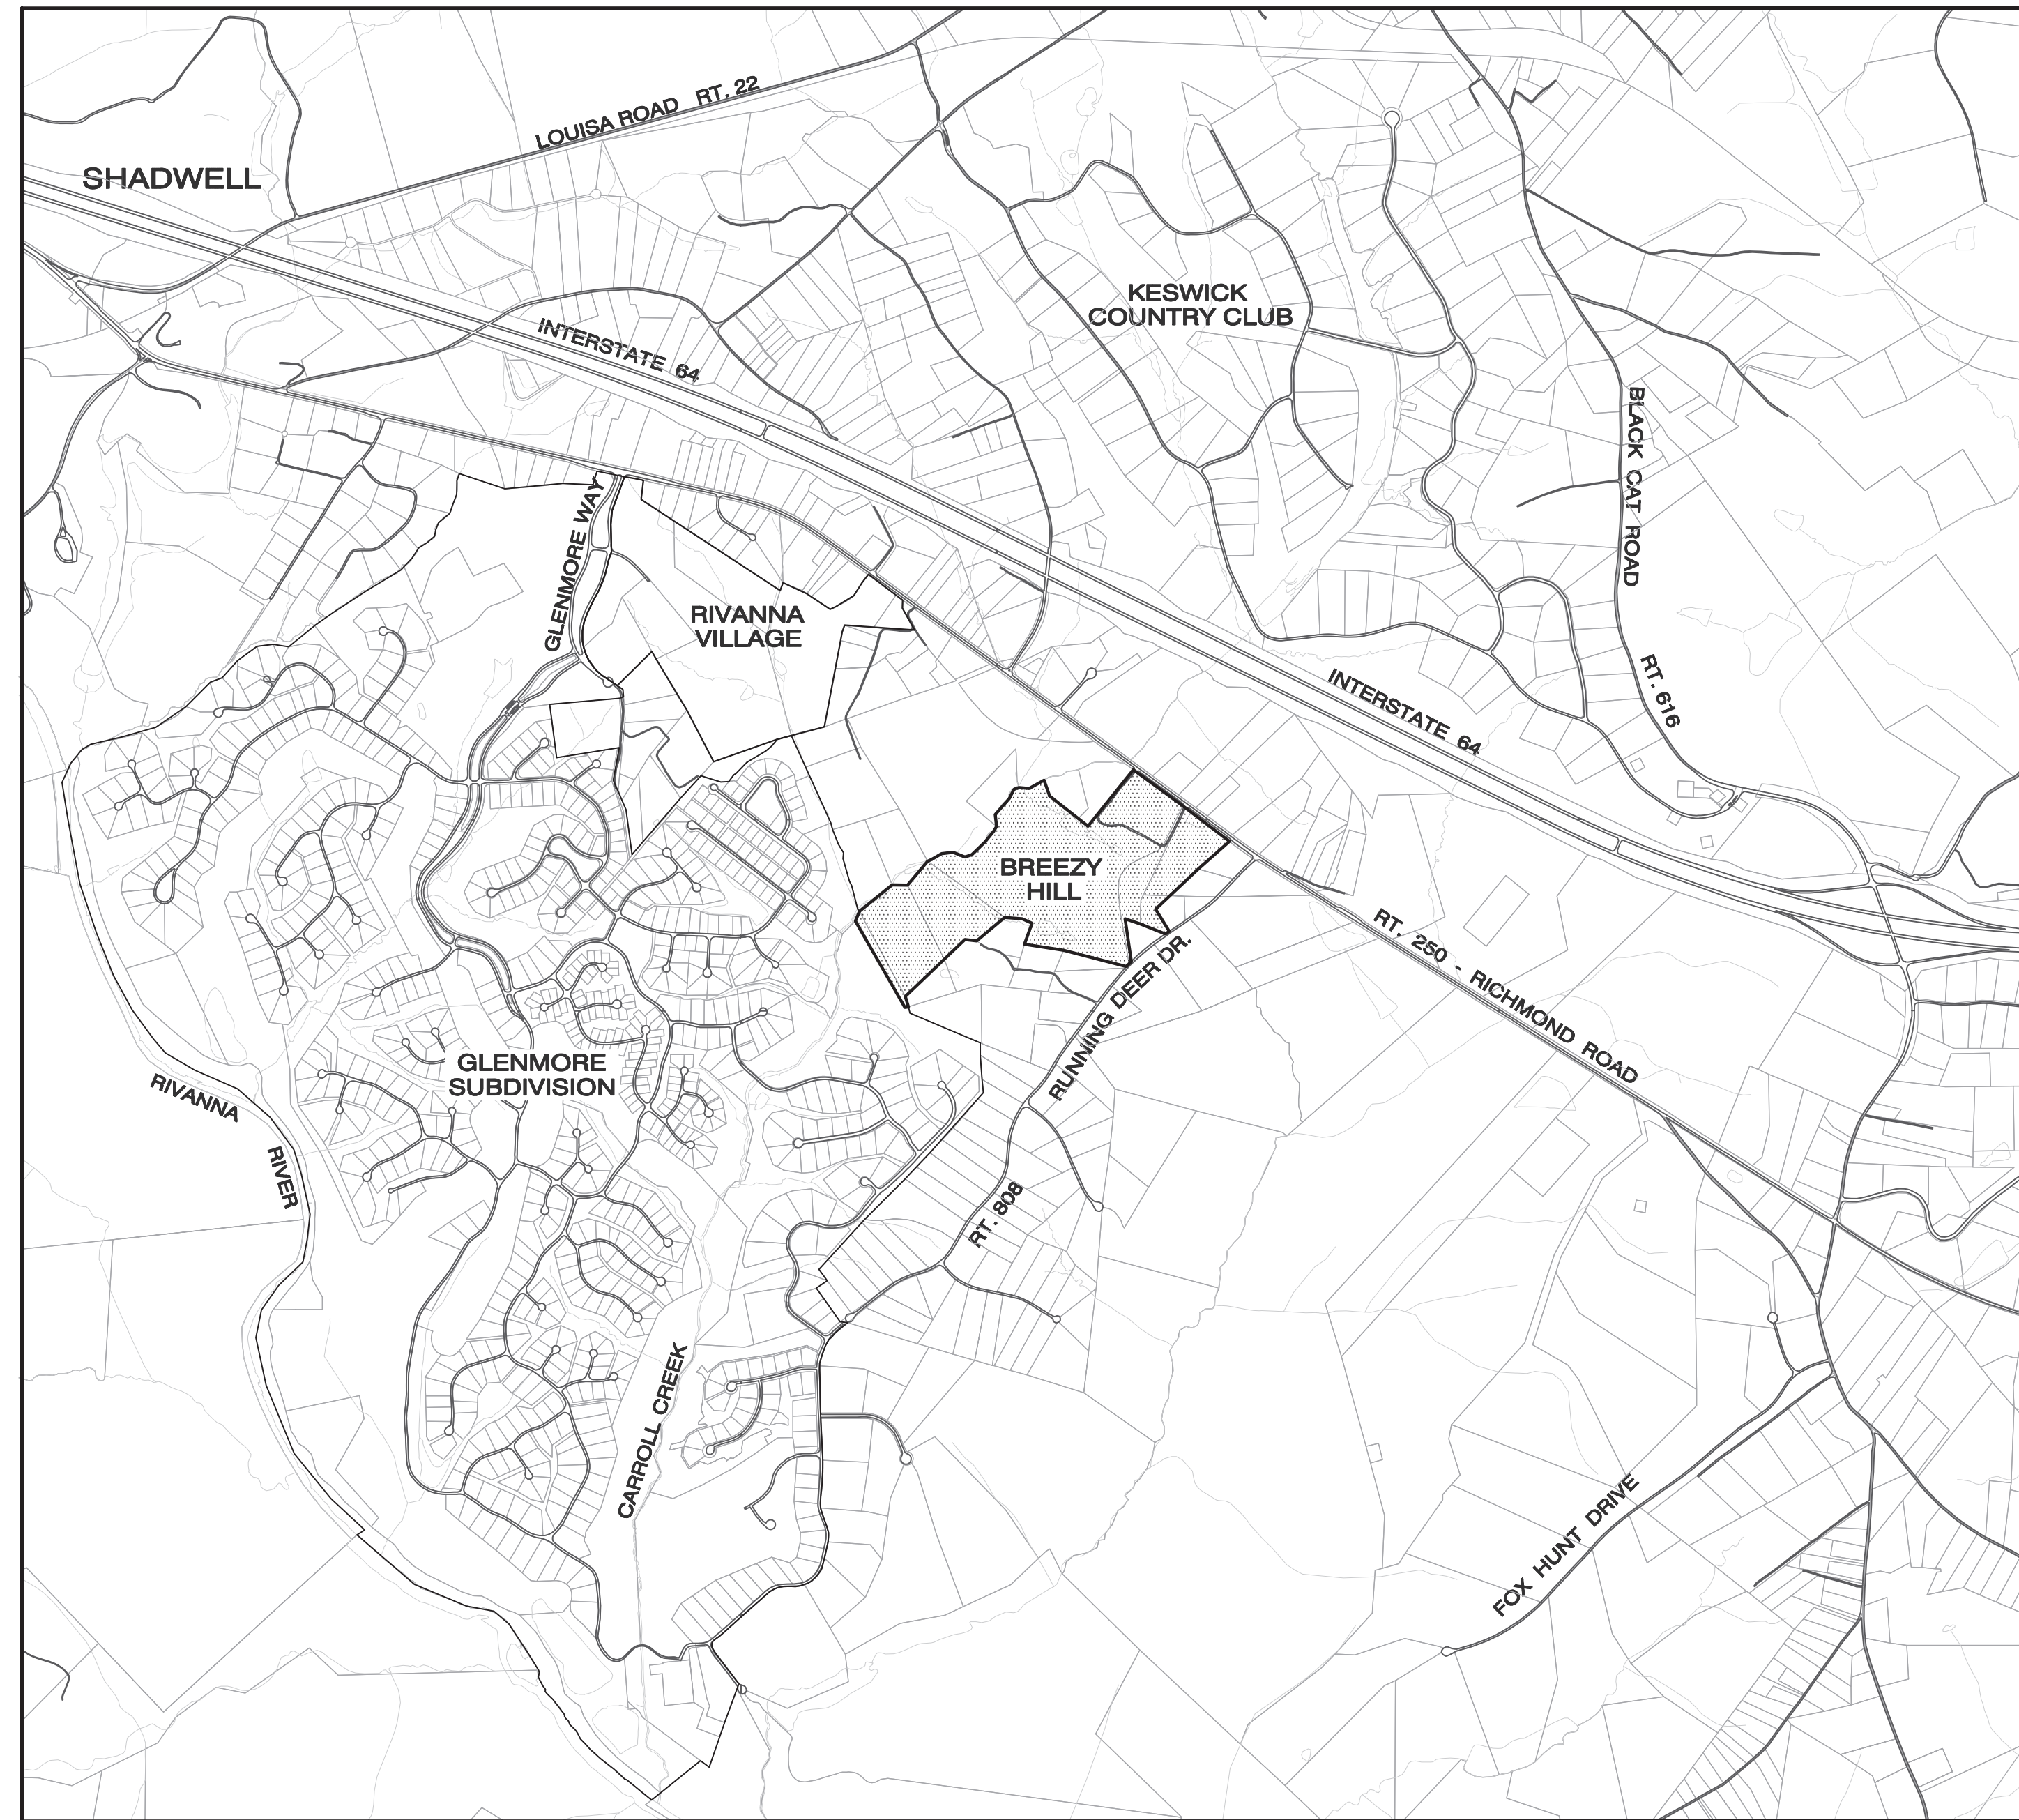 LOUISA ROAD RT. 22
SHADWELL
KESWICK
COUNTRY CLUB
INTERSTATE 64
BLACK CAT ROAD
GLENMORE WAY
RIVANNA
VILLAGE
RT. 616
INTERSTATE 64
BREEZY
HILL
RT. 250 - RICHMOND ROAD
RUNNING DEER DR.
GLENMORE
SUBDIVISION
RIVANNA
RIVER
RT. 808
CARROLL CREEK
FOX HUNT DRIVE